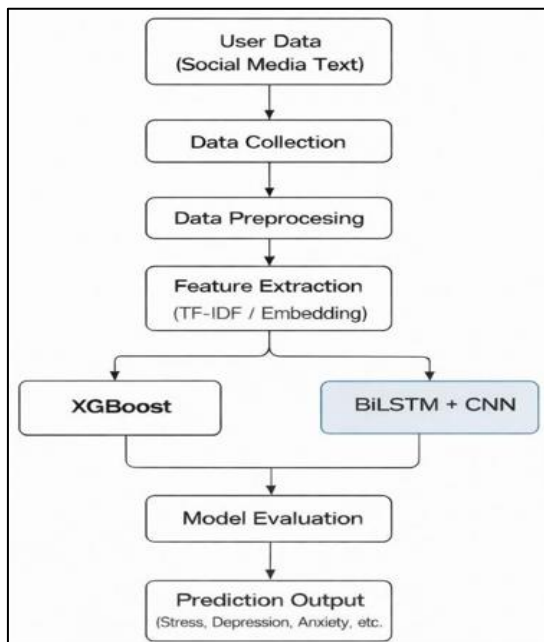 User Data
(Social Media Text)
Data Collection
Data Preprocesing
Feature Extraction
(TF-IDF / Embedding)
XGBoost
BiLSTM + CNN
Model Evaluation
Prediction Output
(Stress, Depression, Anxiety, etc.